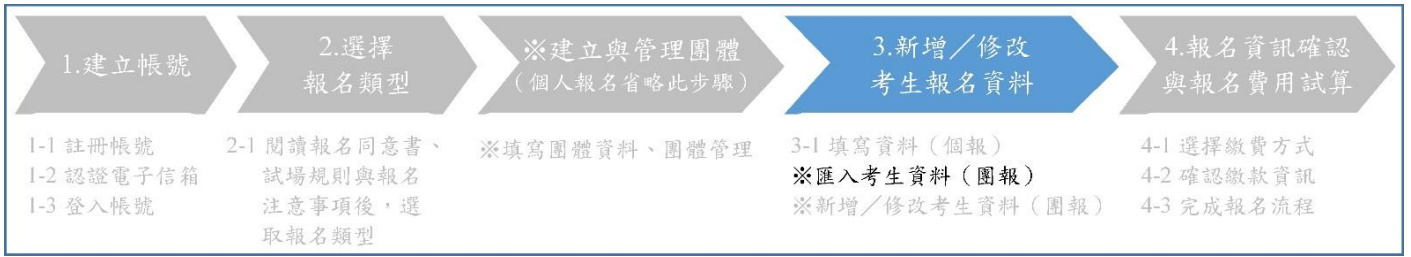 1.建立帳號
2.選擇
報名類型
※建立與管理團體
（個人報名省略此步驟）
3.新增／修改
考生報名資料
4.報名資訊確認
與報名費用試算
1-1 註冊帳號
1-2 認證電子信箱
1-3 登入帳號
2-1 閱讀報名同意書、
試場規則與報名
注意事項後，選
取報名類型
※填寫團體資料、團體管理
3-1 填寫資料（個報）
※匯入考生資料（團報）
※新增／修改考生資料（團報）
4-1 選擇繳費方式
4-2 確認繳款資訊
4-3 完成報名流程